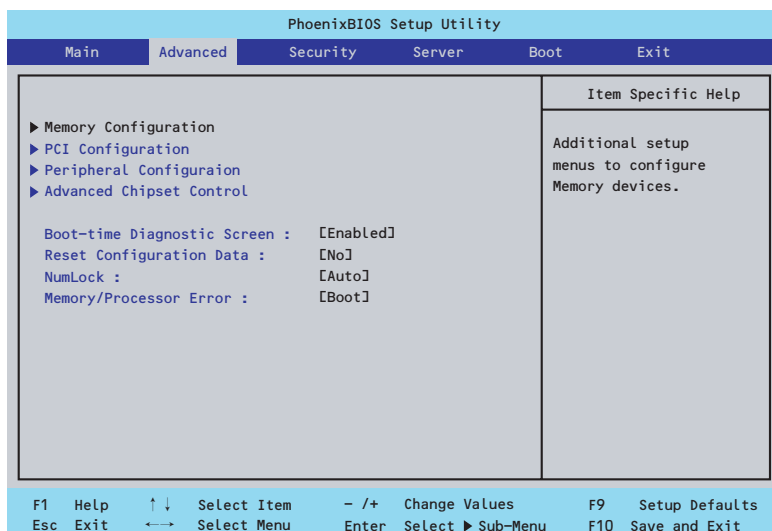 PhoenixBIOS Setup Utility
Main Advanced Security Server Boot Exit
Item Specific Help
▶ Memory Configuration
▶ PCI Configuration
▶ Peripheral Configuraion
▶ Advanced Chipset Control
Additional setup
menus to configure
Memory devices.
Boot-time Diagnostic Screen : [Enabled]
Reset Configuration Data : [No]
NumLock : [Auto]
Memory/Processor Error : [Boot]
F1 Help ↑↓ Select Item - /+ Change Values F9 Setup Defaults
Esc Exit ←→ Select Menu Enter Select ▶ Sub-Menu F10 Save and Exit